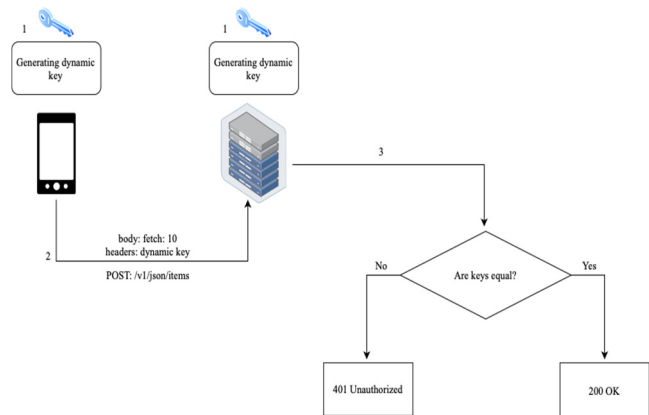 1
1
Generating dynamic
key
Generating dynamic
key
3
2
body: fetch: 10
headers: dynamic key
POST: /v1/json/items
No
Are keys equal?
Yes
401 Unauthorized
200 OK